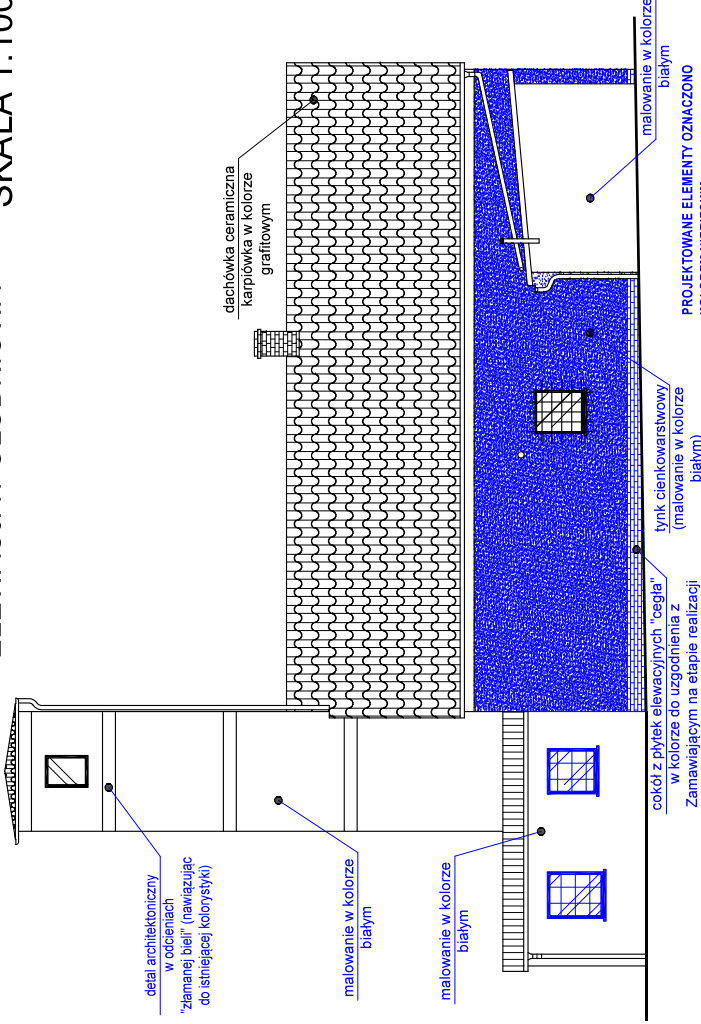 SKALA 1:100
dachówka ceramiczna
karpiówka w kolorze
grafitowym
detal architektoniczny
w odcieniach
"złamanej bieli" (nawiązując
do istniejącej kolorystyki)
malowanie w kolorze
białym
malowanie w kolorze
białym
cokół z płytek elewacyjnych "cegła"
w kolorze do uzgodnienia z
Zamawiającym na etapie realizacji
tynk cienkowarstwowy
(malowanie w kolorze
białym)
malowanie w kolorze
białym
PROJEKTOWANE ELEMENTY OZNACZONO